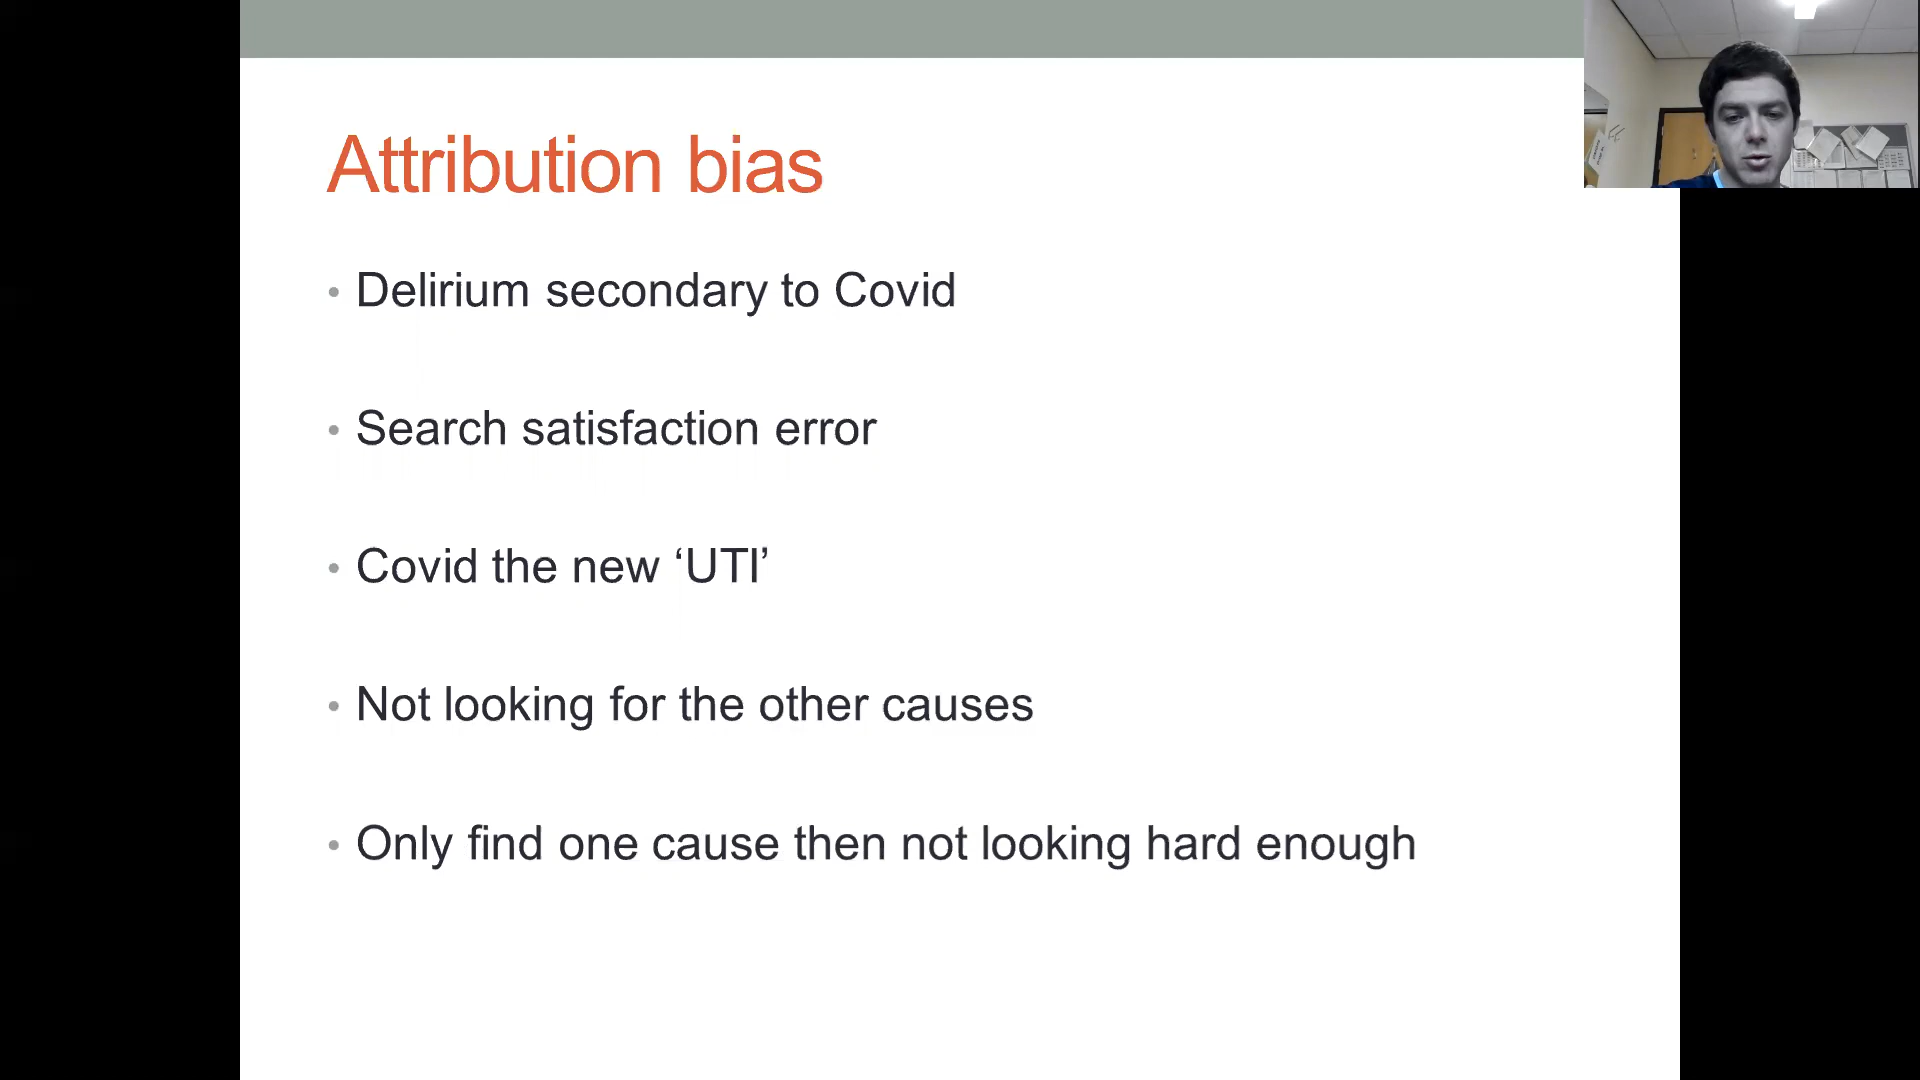 Attribution bias
• Delirium secondary to Covid
• Search satisfaction error
• Covid the new ‘UTI’
• Not looking for the other causes
• Only find one cause then not looking hard enough